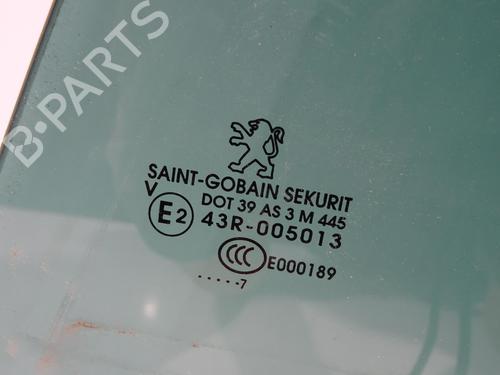 B-PARTS
SAINT-GOBAIN SEKURIT
V
DOT 39 AS 3 M 445
E2
43R-005013
CCC
E000189
.....7